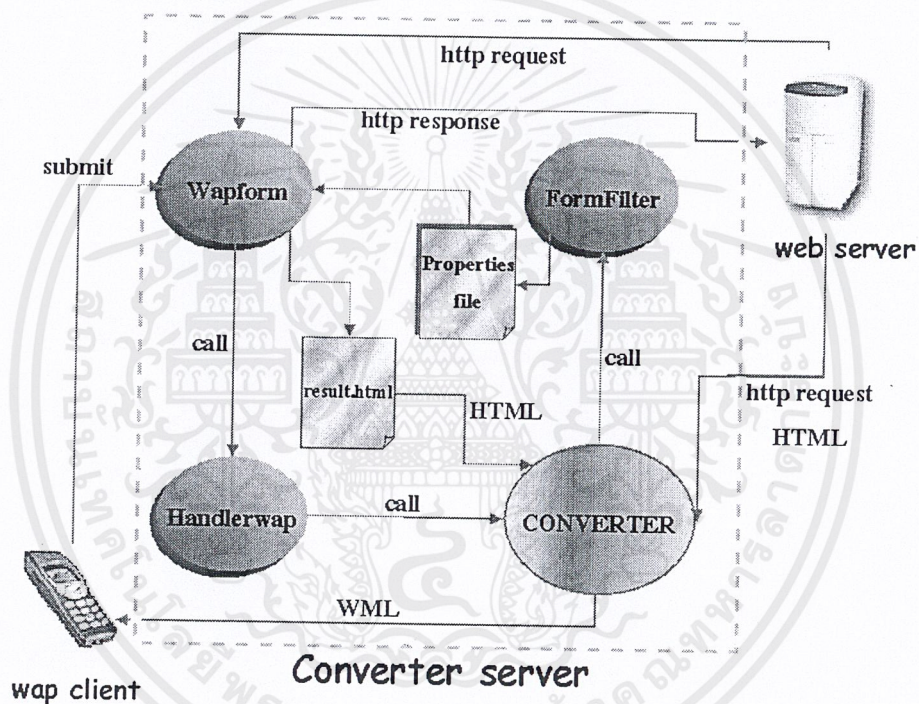 http request
http response
submit
Wapform
FormFilter
web server
Properties
file
call
call
result.html
HTML
http request
HTML
Handlerwap
call
CONVERTER
WML
Converter server
wap client